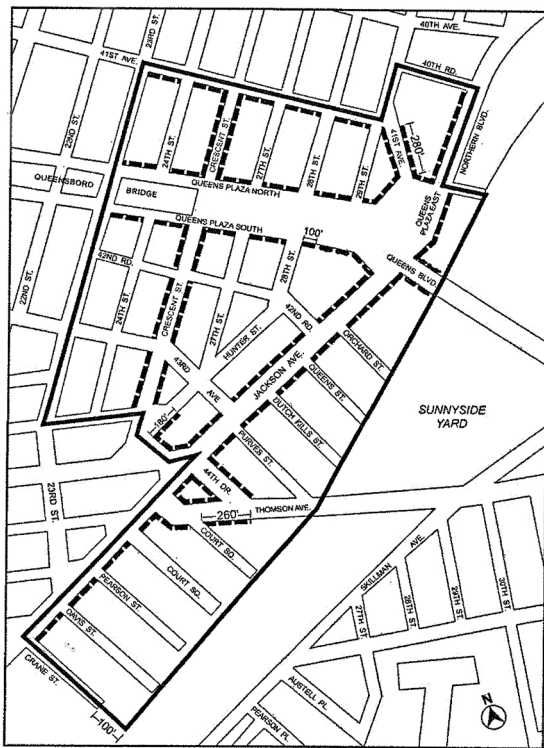 40TH AVE.
23RD ST.
41ST AVE.
40TH RD.
22ND ST.
NORTHERN BLVD.
280'
41ST AVE.
24TH ST.
CRESCENT ST.
27TH ST.
28TH ST.
29TH ST.
QUEENSBORO
BRIDGE
QUEENS PLAZA NORTH
QUEENS PLAZA EAST
QUEENS PLAZA SOUTH
100'
42ND RD.
QUEENS BLVD.
28TH ST.
22ND ST.
24TH ST.
CRESCENT ST.
27TH ST.
HUNTER ST.
42ND RD.
43RD
AVE
JACKSON AVE.
ORCHARD ST.
QUEENS ST.
DUTCH KILLS ST.
PURVES ST.
SUNNYSIDE
YARD
160'
44TH DR.
23RD ST.
THOMSON AVE.
260'
COURT SQ.
COURT SQ.
SKILLMAN AVE.
27TH ST.
28TH ST.
29TH ST.
30TH ST.
PEARSON ST.
DAVIS ST.
CRANE ST.
100'
AUSTELL PL
PEARSON PL
N